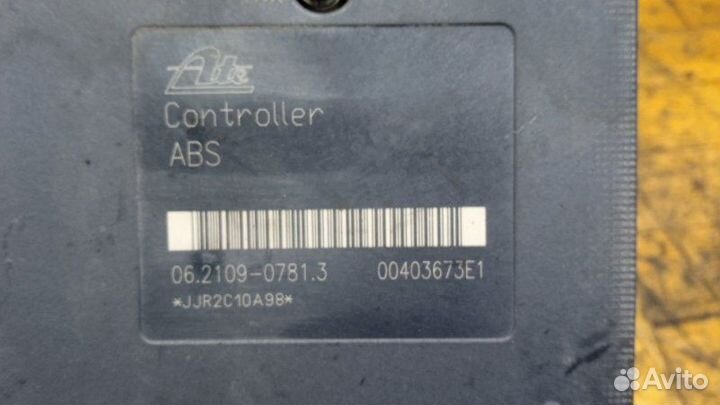 Ate
Controller
ABS
06.2109-0781.3 00403673E1
*JJR2C10A98*
Avito